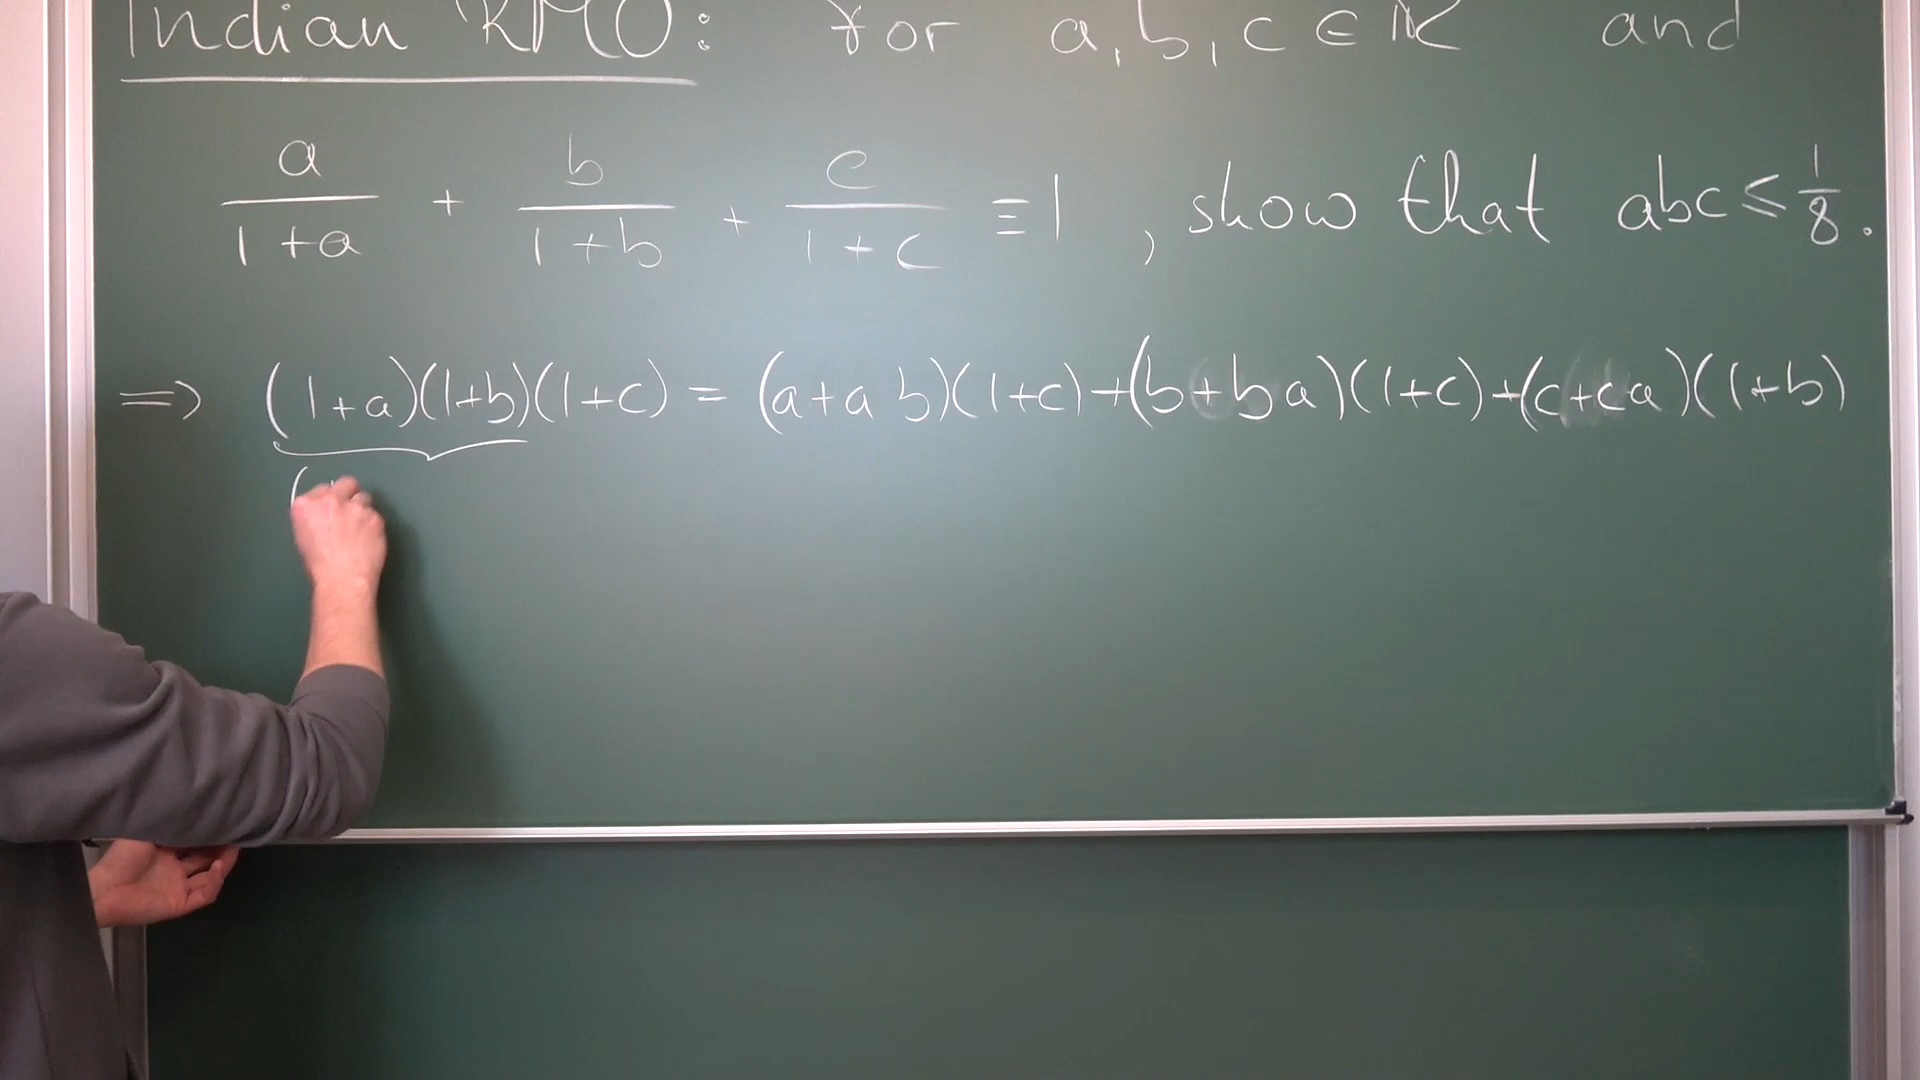 Indian RMO: For a, b, c ∈ ℝ and
a/(1+a) + b/(1+b) + c/(1+c) ≡ 1, show that abc ≤ 1/8.
=> (1+a)(1+b)(1+c) = (a+ab)(1+c)+(b+ba)(1+c)+(c+ca)(1+b)
(